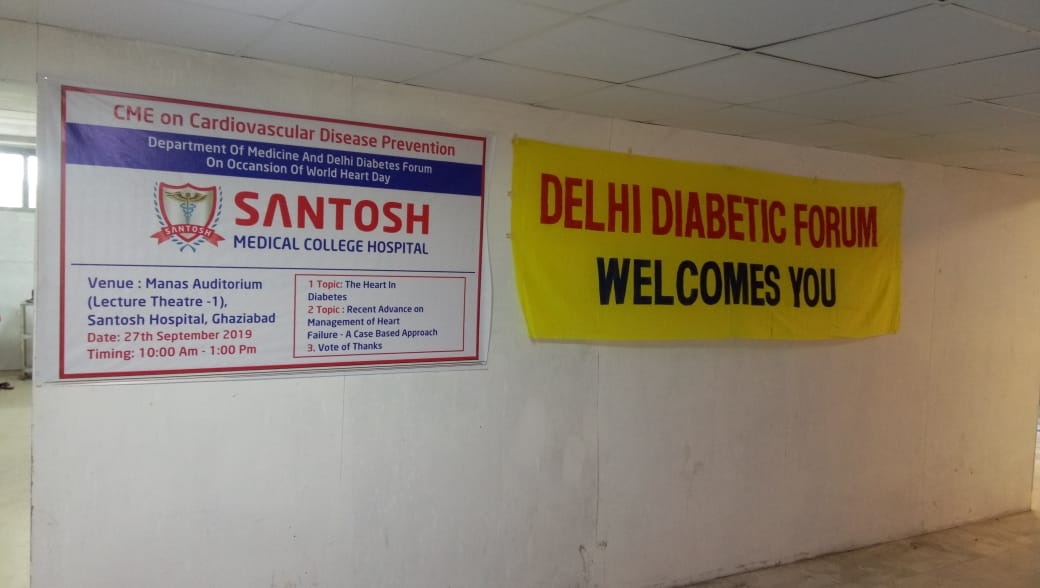 CME on Cardiovascular Disease Prevention
Department Of Medicine And Delhi Diabetes Forum
On Occansion Of World Heart Day
SANTOSH
SANTOSH
MEDICAL COLLEGE HOSPITAL
Venue : Manas Auditorium
(Lecture Theatre -1),
Santosh Hospital, Ghaziabad
Date: 27th September 2019
Timing: 10:00 Am - 1:00 Pm
1 Topic: The Heart In
Diabetes
2 Topic : Recent Advance on
Management of Heart
Failure - A Case Based Approach
3. Vote of Thanks
DELHI DIABETIC FORUM
WELCOMES YOU